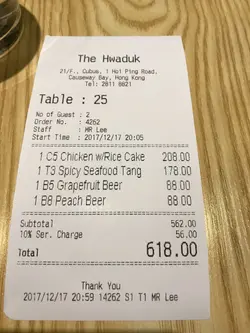 The Hwaduk
21/F., Cubus, 1 Hoi Ping Road,
Causeway Bay, Hong Kong
Tel: 2811 8021
Table : 25
No of Guest : 2
Order No. : 4262
Staff : MR Lee
Start Time : 2017/12/17 20:05
1 C5 Chicken w/Rice Cake 208.00
1 T3 Spicy Seafood Tang 178.00
1 B5 Grapefruit Beer 88.00
1 B8 Peach Beer 88.00
Subtotal 562.00
10% Ser. Charge 56.00
Total 618.00
Thank You
2017/12/17 20:59 14262 S1 T1 MR Lee